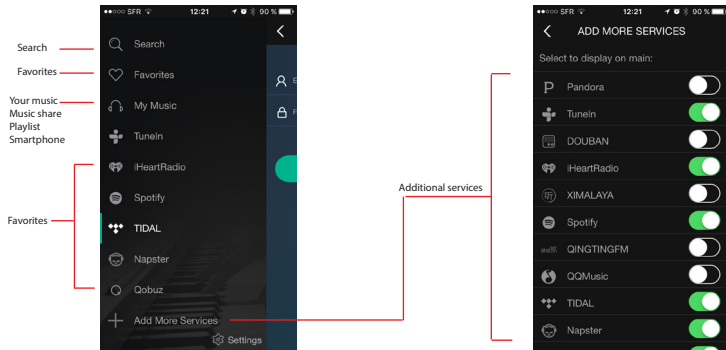 Search
Favorites
Your music
Music share
Playlist
Smartphone
Favorites
SFR 12:21 90 %
Search
Favorites
My Music
TuneIn
iHeartRadio
Spotify
TIDAL
Napster
Qobuz
Add More Services
Settings
Additional services
SFR 12:21 90 %
ADD MORE SERVICES
Select to display on main:
Pandora
TuneIn
DOUBAN
iHeartRadio
XIMALAYA
Spotify
QINGTINGFM
QQMusic
TIDAL
Napster